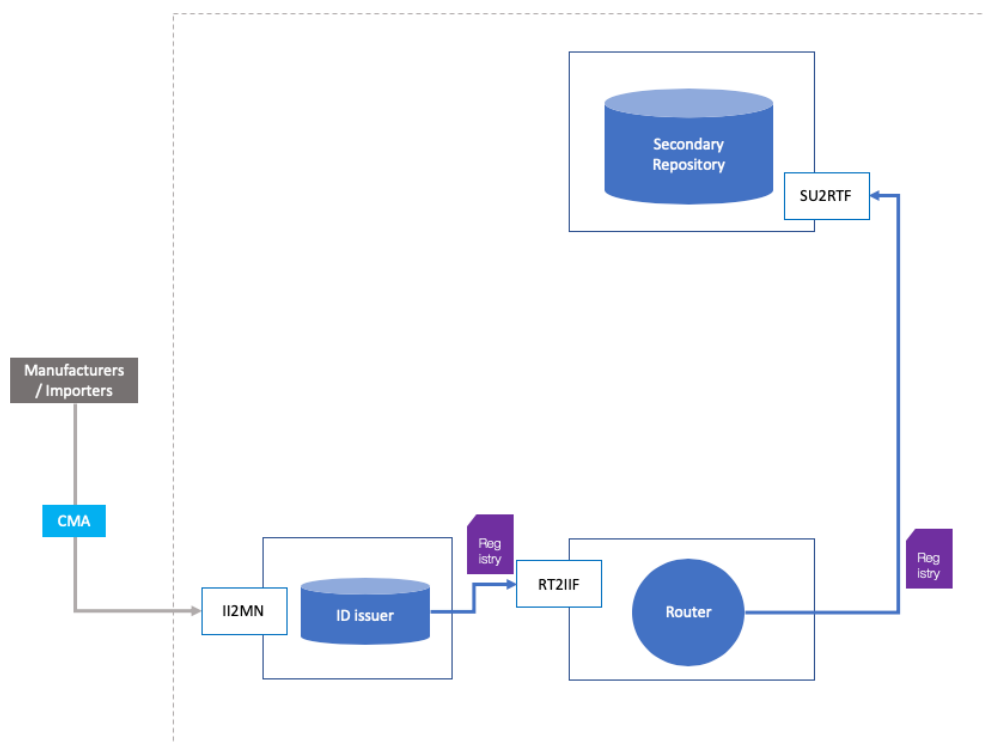 Secondary
Repository
SU2RTF
Manufacturers
/ Importers
CMA
Reg
istry
Reg
istry
RT2IIF
II2MN
ID issuer
Router